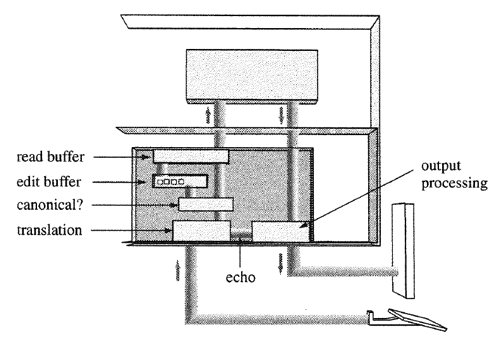 read buffer
edit buffer
canonical?
translation
echo
output
processing